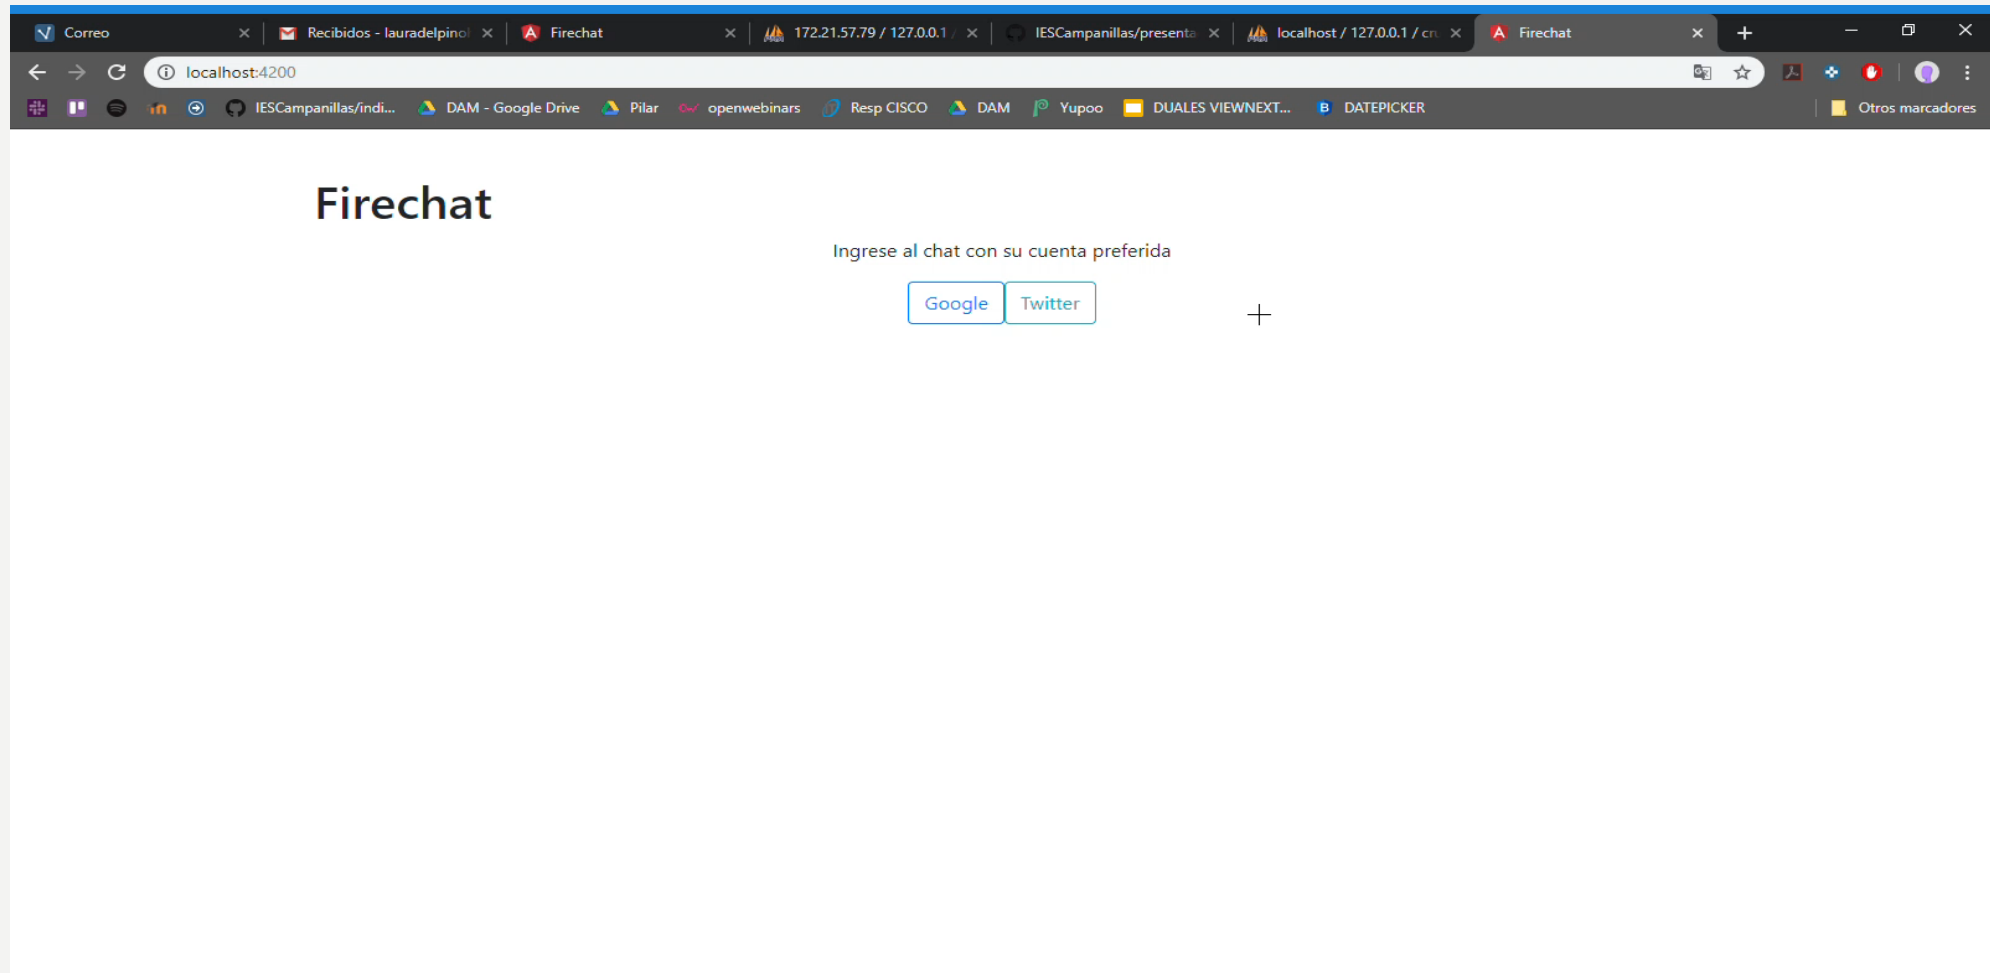 Correo
Recibidos - lauradelpinol
Firechat
172.21.57.79 / 127.0.0.1 /
IESCampanillas/presenta
localhost / 127.0.0.1 / cru
Firechat
localhost:4200
IESCampanillas/indi...
DAM - Google Drive
Pilar
openwebinars
Resp CISCO
DAM
Yupoo
DUALES VIEWNEXT...
DATEPICKER
Otros marcadores
Firechat
Ingrese al chat con su cuenta preferida
Google
Twitter